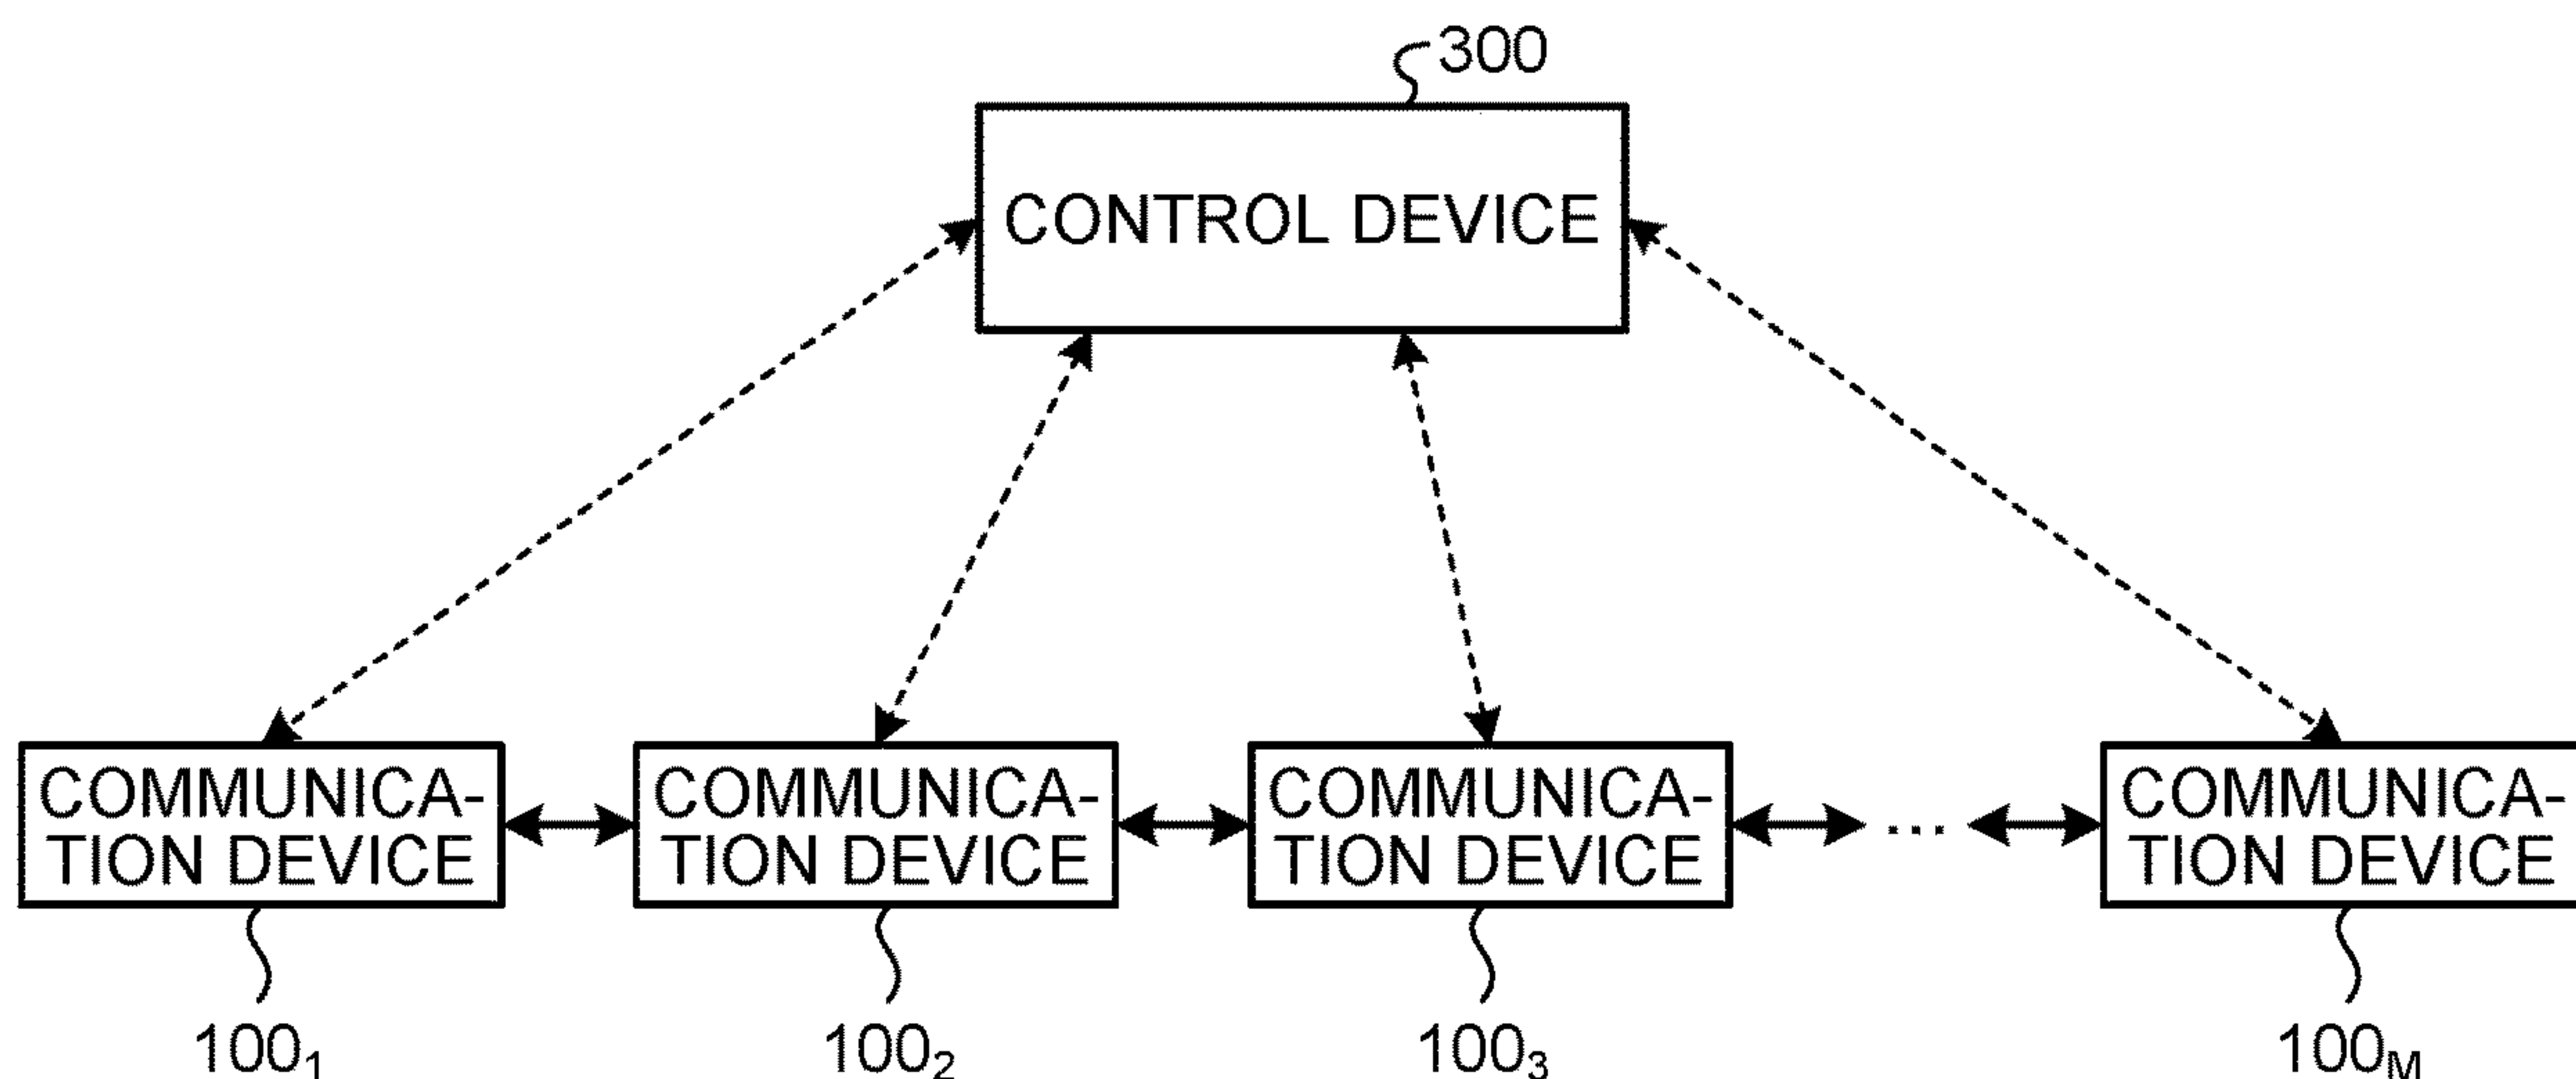 300
CONTROL DEVICE
COMMUNICA-
TION DEVICE
COMMUNICA-
TION DEVICE
COMMUNICA-
TION DEVICE
...
COMMUNICA-
TION DEVICE
100₁
100₂
100₃
100M